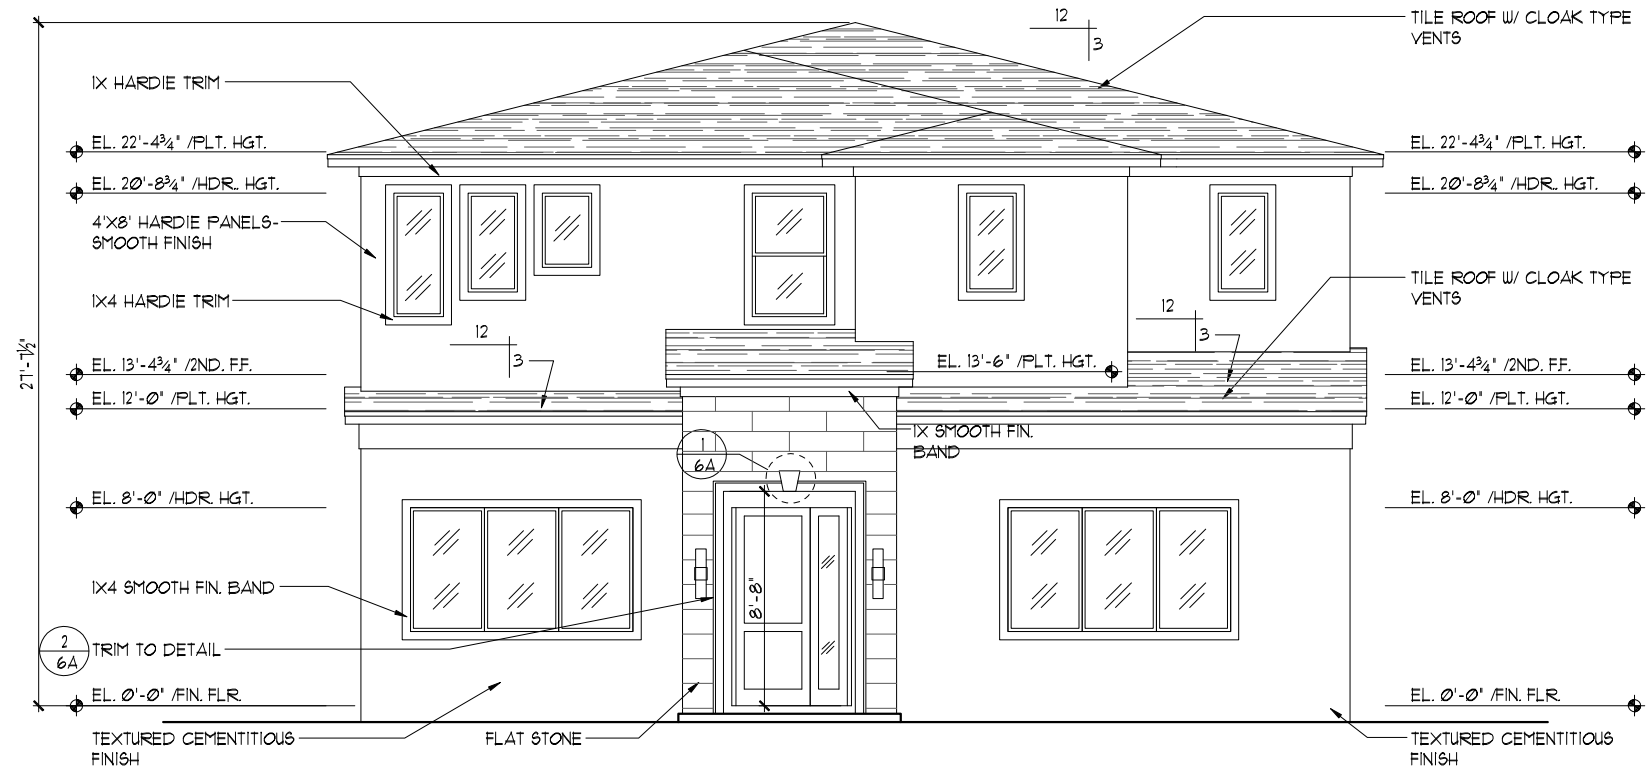 12
3
TILE ROOF W/ CLOAK TYPE
VENTS
1X HARDIE TRIM
EL. 22'-4¾" /PLT. HGT.
EL. 22'-4¾" /PLT. HGT.
EL. 20'-8¾" /HDR.. HGT.
EL. 20'-8¾" /HDR.. HGT.
4'X8' HARDIE PANELS-
SMOOTH FINISH
1X4 HARDIE TRIM
TILE ROOF W/ CLOAK TYPE
VENTS
12
3
12
3
27'-7½"
EL. 13'-4¾" /2ND. F.F.
EL. 13'-6" /PLT. HGT.
EL. 13'-4¾" /2ND. F.F.
EL. 12'-0" /PLT. HGT.
EL. 12'-0" /PLT. HGT.
1X SMOOTH FIN.
BAND
1
6A
EL. 8'-0" /HDR. HGT.
EL. 8'-0" /HDR. HGT.
8'-8"
1X4 SMOOTH FIN. BAND
2
6A
TRIM TO DETAIL
EL. 0'-0" /FIN. FLR.
EL. 0'-0" /FIN. FLR.
TEXTURED CEMENTITIOUS
FINISH
FLAT STONE
TEXTURED CEMENTITIOUS
FINISH